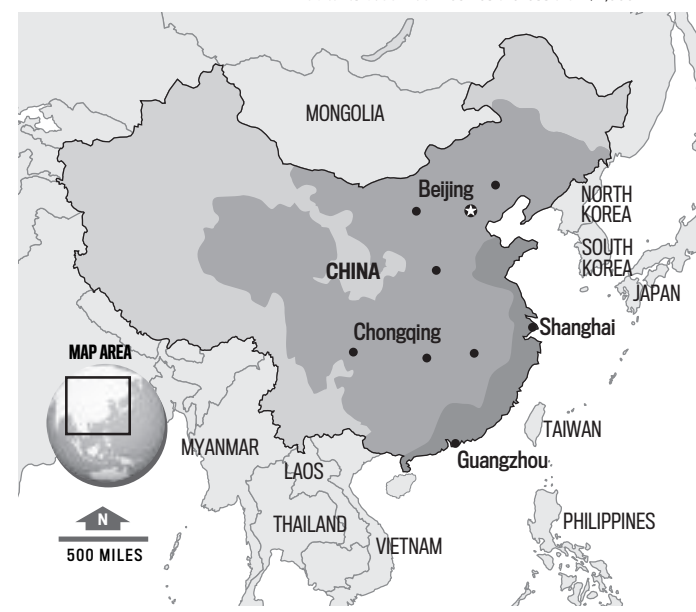 MONGOLIA
Beijing
NORTH
KOREA
SOUTH
KOREA
CHINA
JAPAN
Chongqing
Shanghai
MAP AREA
TAIWAN
MYANMAR
Guangzhou
LAOS
N
THAILAND
PHILIPPINES
500 MILES
VIETNAM